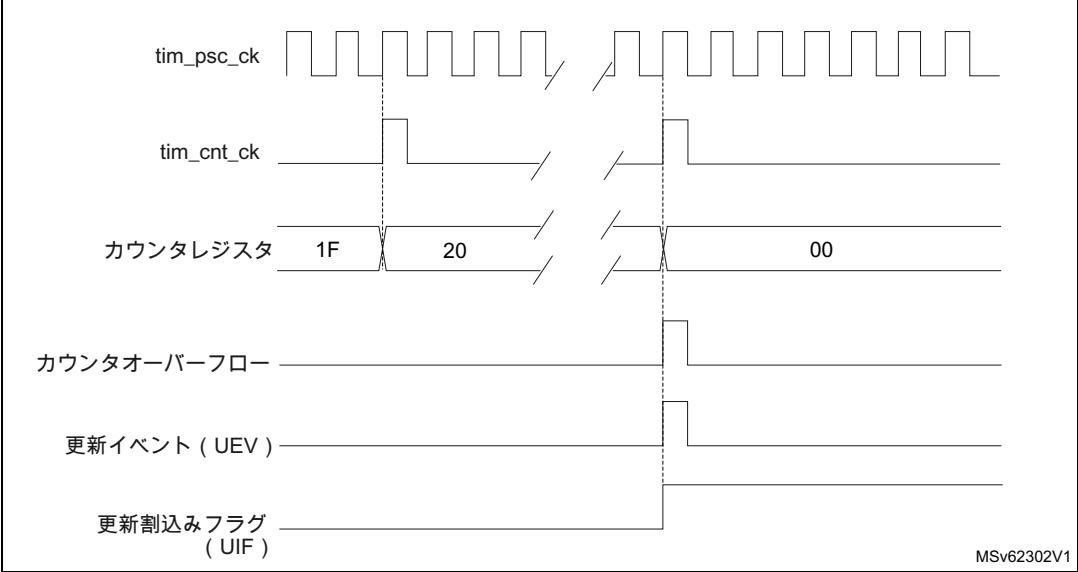 tim_psc_ck
tim_cnt_ck
カウンタレジスタ 1F 20 00
カウンタオーバーフロー
更新イベント ( UEV )
更新割込みフラグ
( UIF )
MSv62302V1